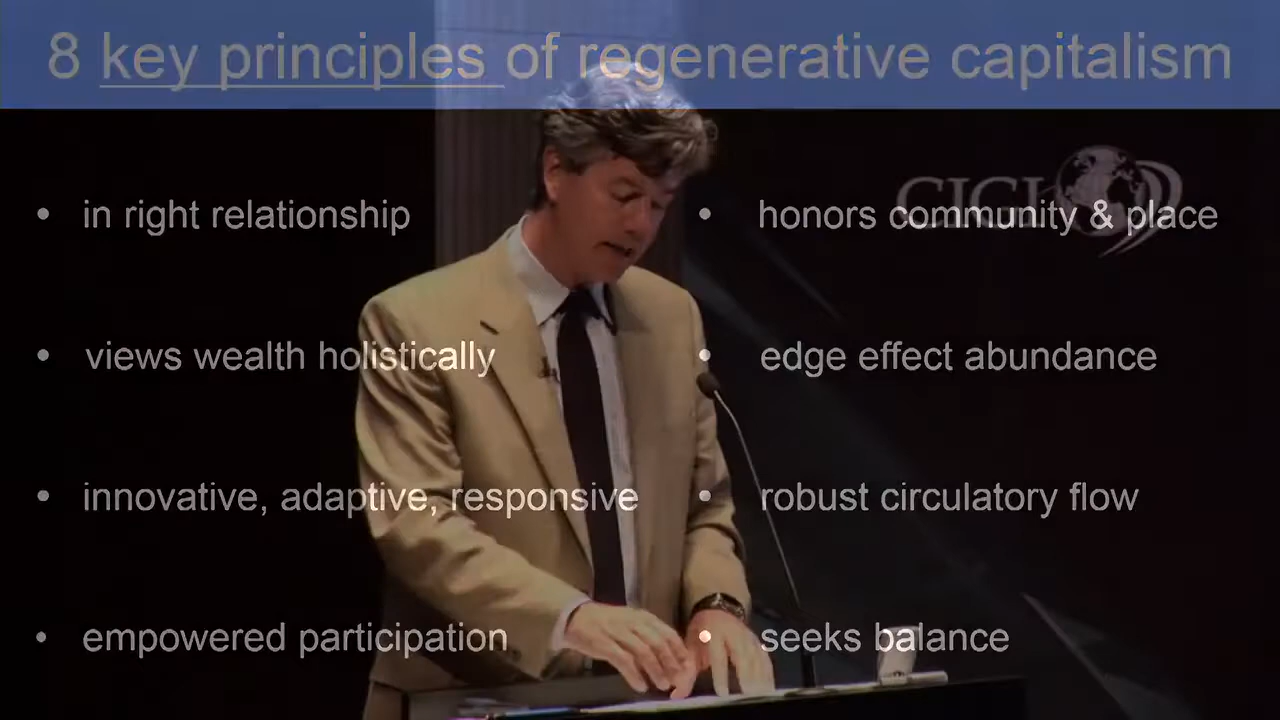 8 key principles of regenerative capitalism
CIGI
• in right relationship
• honors community & place
• views wealth holistically
• edge effect abundance
• innovative, adaptive, responsive
• robust circulatory flow
• empowered participation
• seeks balance